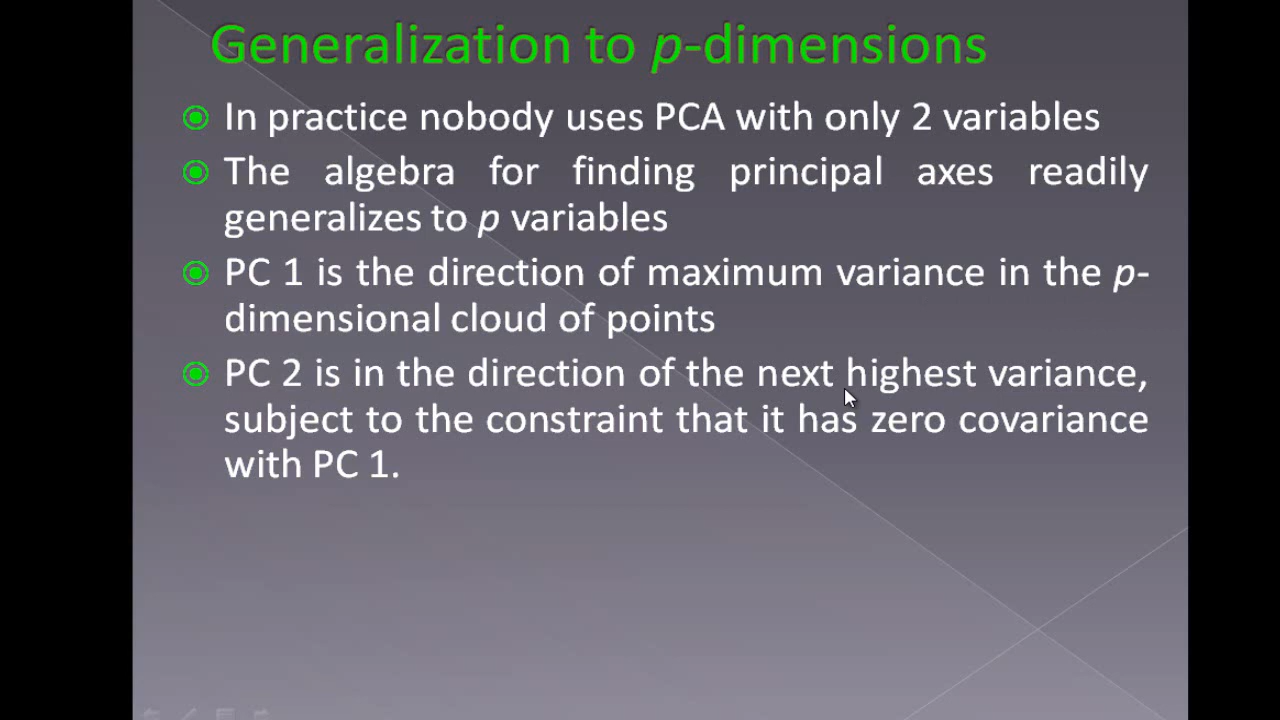 Generalization to p-dimensions
In practice nobody uses PCA with only 2 variables
The algebra for finding principal axes readily
generalizes to p variables
PC 1 is the direction of maximum variance in the p-
dimensional cloud of points
PC 2 is in the direction of the next highest variance,
subject to the constraint that it has zero covariance
with PC 1.